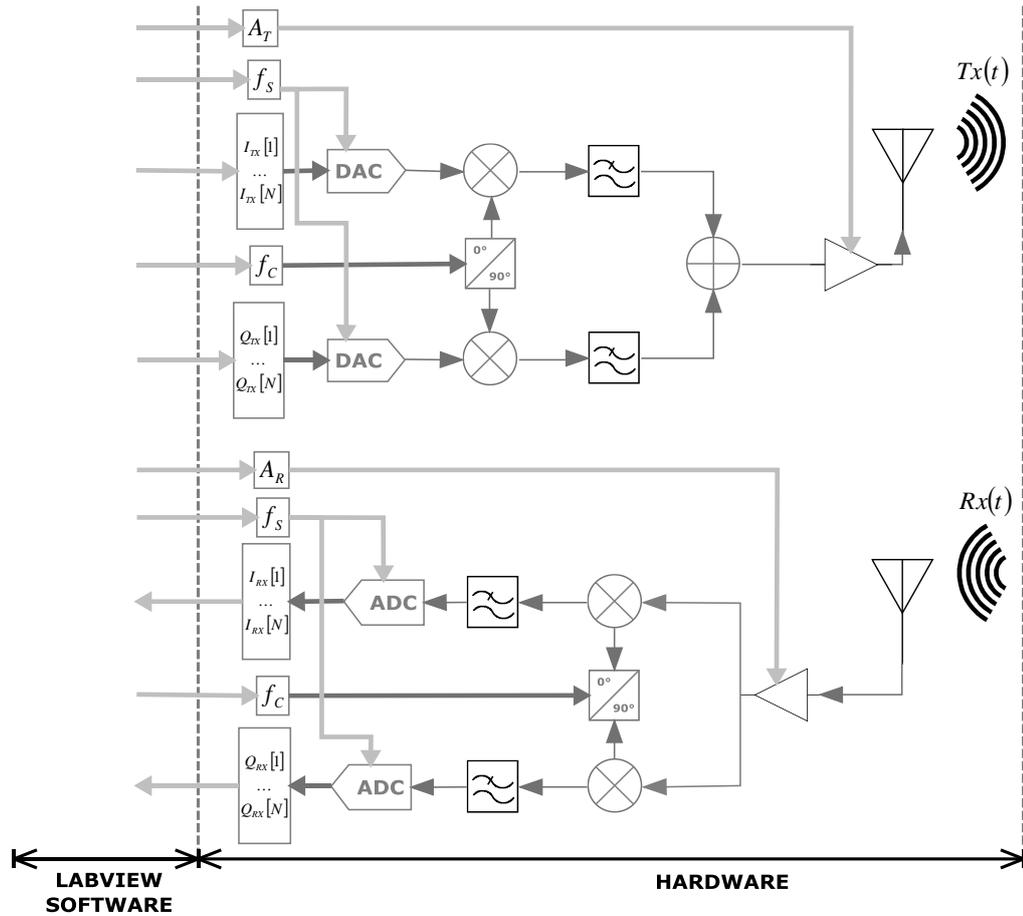 A_T
Tx(t)
f_S
I_TX[1]
...
I_TX[N]
DAC
0°
90°
f_C
Q_TX[1]
...
Q_TX[N]
DAC
A_R
Rx(t)
f_S
I_RX[1]
...
I_RX[N]
ADC
0°
90°
f_C
Q_RX[1]
...
Q_RX[N]
ADC
LABVIEW
SOFTWARE
HARDWARE